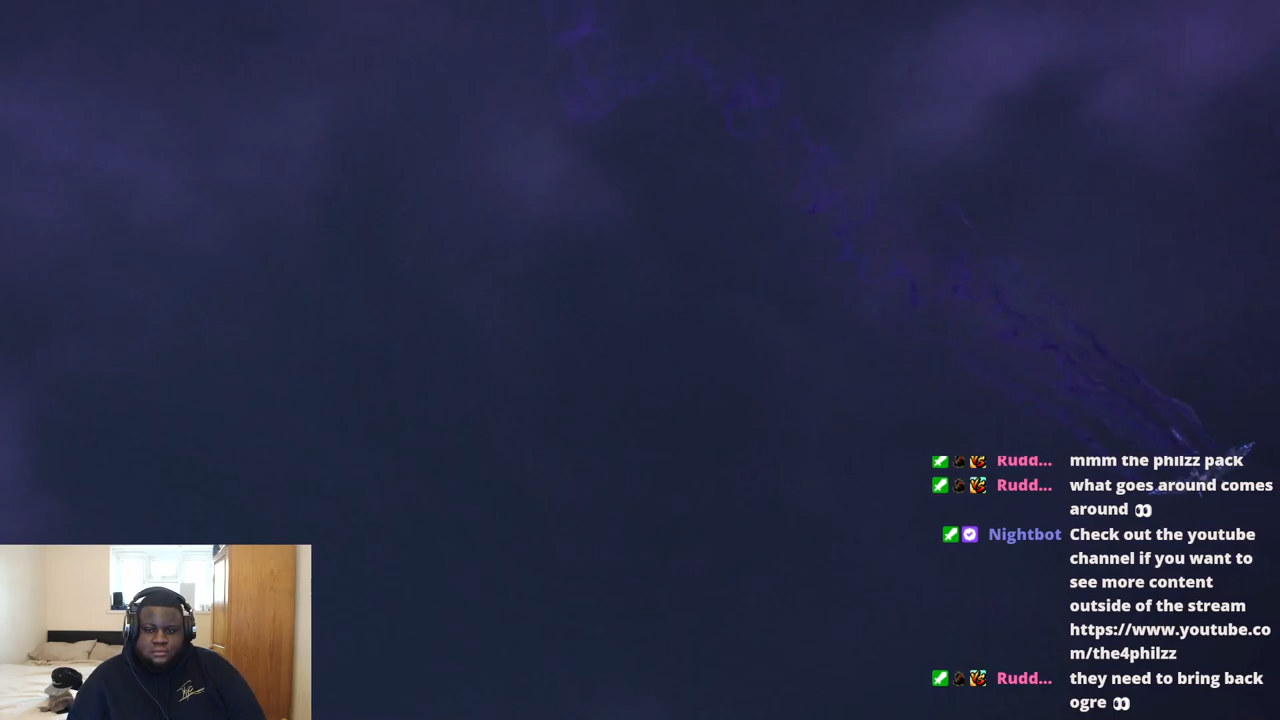 Rudd... mmm the philzz pack
Rudd... what goes around comes
around
Nightbot Check out the youtube
channel if you want to
see more content
outside of the stream
https://www.youtube.co
m/the4philzz
Rudd... they need to bring back
ogre